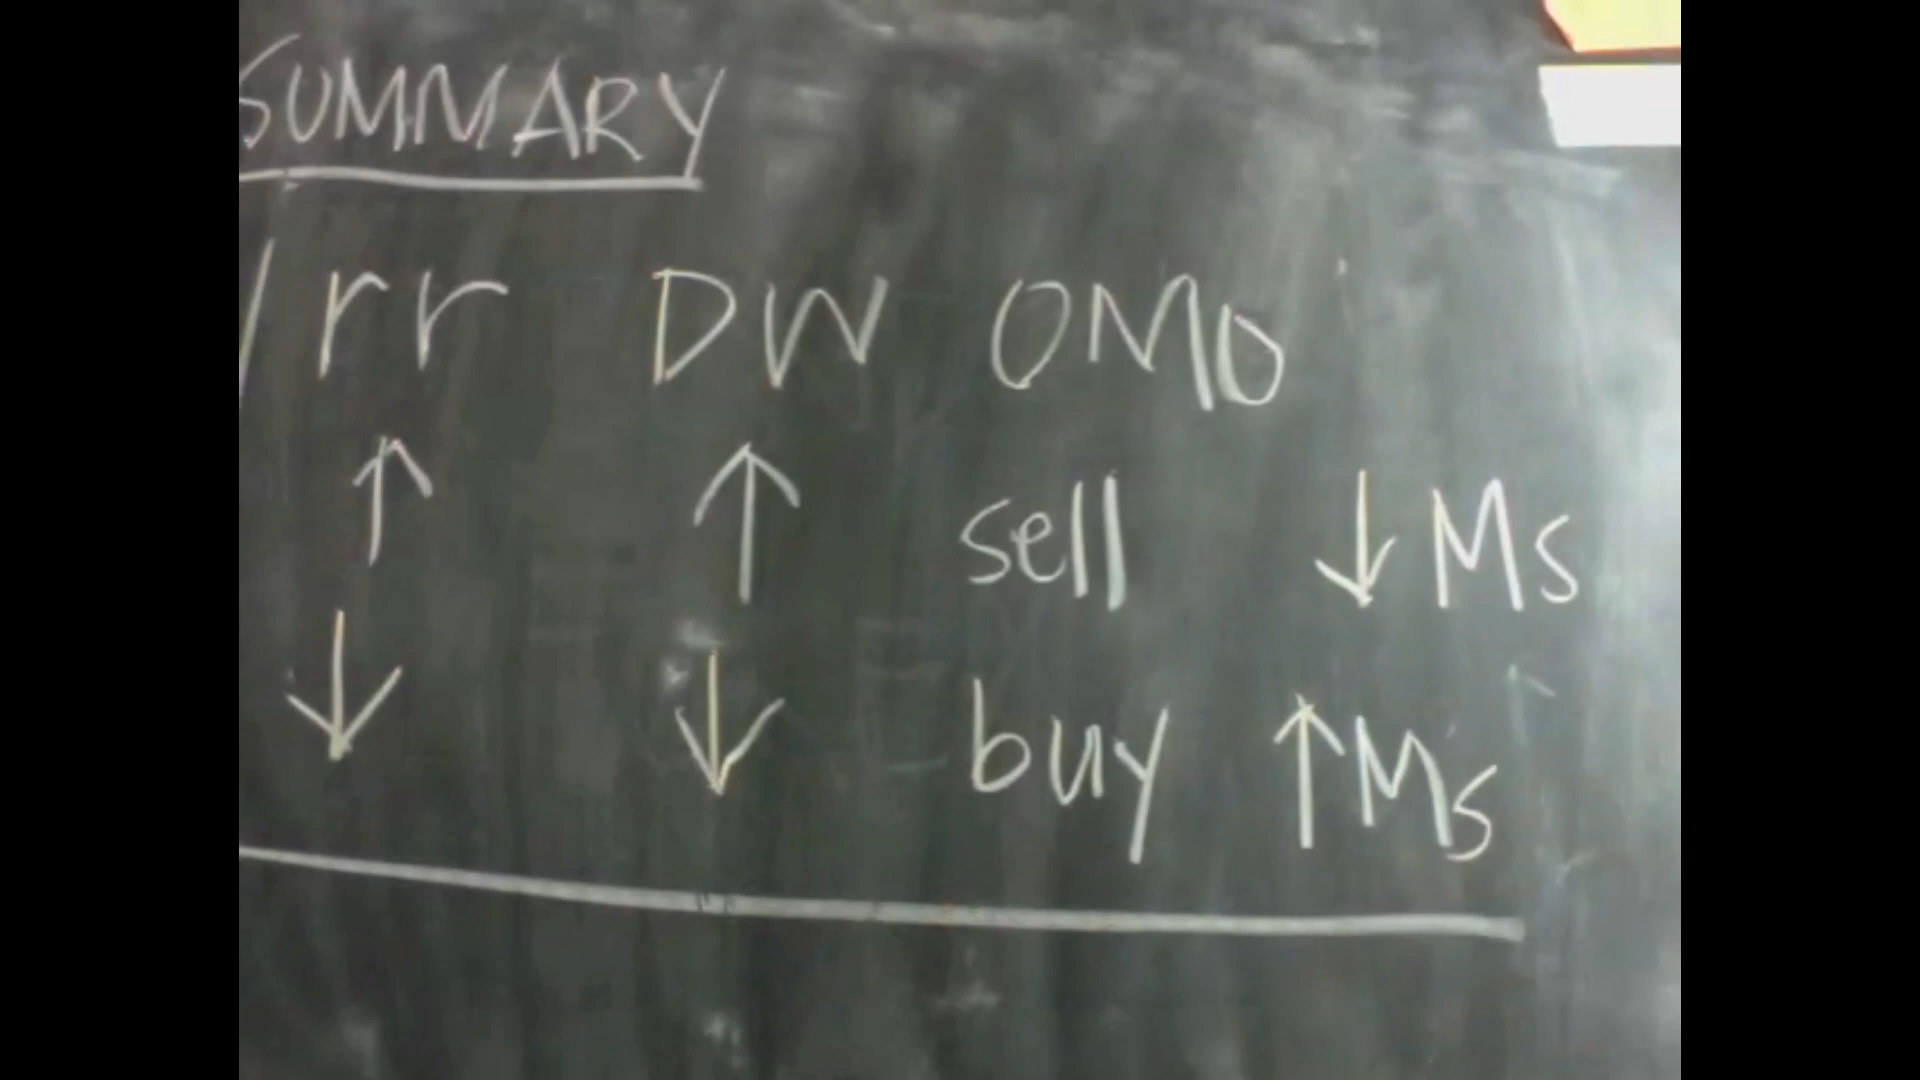 SUMMARY
/ rr DW OMO
↑ ↑ sell ↓ Ms
↓ ↓ buy ↑ Ms